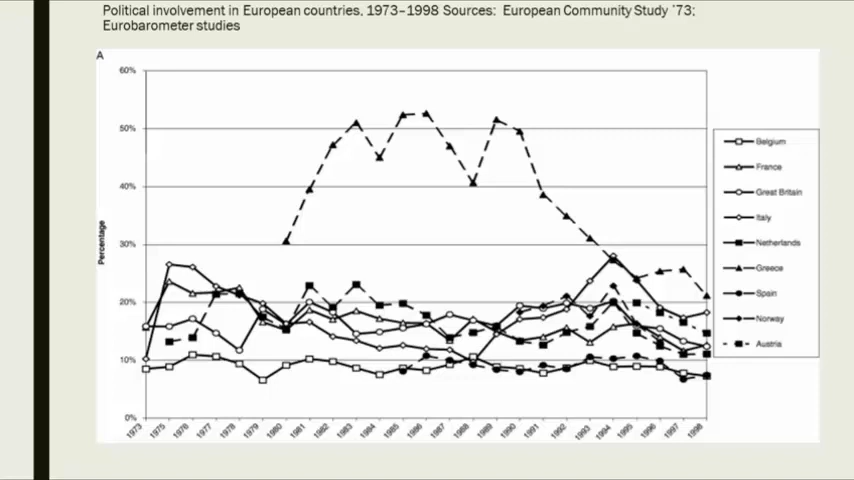 Political involvement in European countries, 1973–1998 Sources:  European Community Study '73;
Eurobarometer studies
A
60%
50%
40%
30%
20%
10%
0%
Percentage
1973 1975 1976 1977 1978 1979 1980 1981 1982 1983 1984 1985 1986 1987 1988 1989 1990 1991 1992 1993 1994 1995 1996 1997 1998
Belgium
France
Great Britain
Italy
Netherlands
Greece
Spain
Norway
Austria